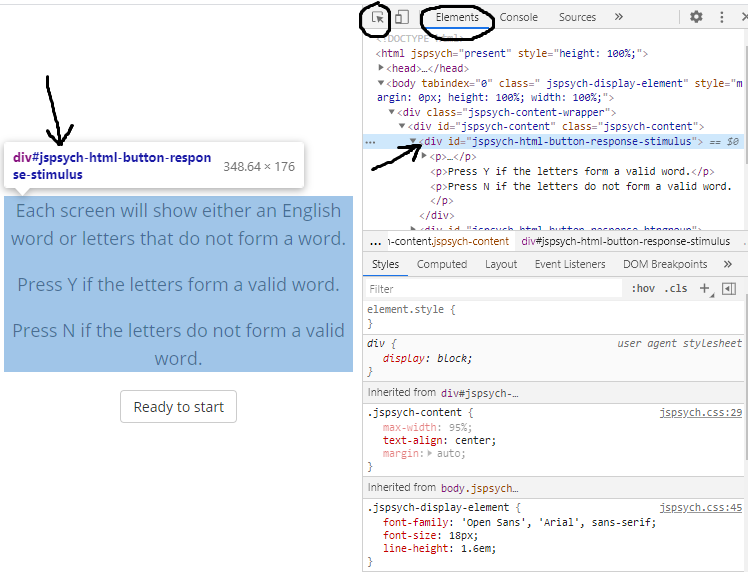 div#jspsych-html-button-respon
se-stimulus
348.64 × 176
Each screen will show either an English
word or letters that do not form a word.
Press Y if the letters form a valid word.
Press N if the letters do not form a valid
word.
Ready to start
Elements Console Sources »
<!DOCTYPE html>
<html jspsych="present" style="height: 100%;">
▶<head>…</head>
▼<body tabindex="0" class=" jspsych-display-element" style="m
argin: 0px; height: 100%; width: 100%;">
▼<div class="jspsych-content-wrapper">
▼<div id="jspsych-content" class="jspsych-content">
… ▼<div id="jspsych-html-button-response-stimulus"> == $0
▶<p>…</p>
<p>Press Y if the letters form a valid word.</p>
<p>Press N if the letters do not form a valid word.
</p>
</div>
▶<div id="jspsych-html-button-response-btngroup"
… n-content.jspsych-content div#jspsych-html-button-response-stimulus …
Styles Computed Layout Event Listeners DOM Breakpoints »
Filter :hov .cls +
element.style {
}
div { user agent stylesheet
display: block;
}
Inherited from div#jspsych-…
.jspsych-content { jspsych.css:29
max-width: 95%;
text-align: center;
margin:▶ auto;
}
Inherited from body.jspsych…
.jspsych-display-element { jspsych.css:45
font-family: 'Open Sans', 'Arial', sans-serif;
font-size: 18px;
line-height: 1.6em;
}